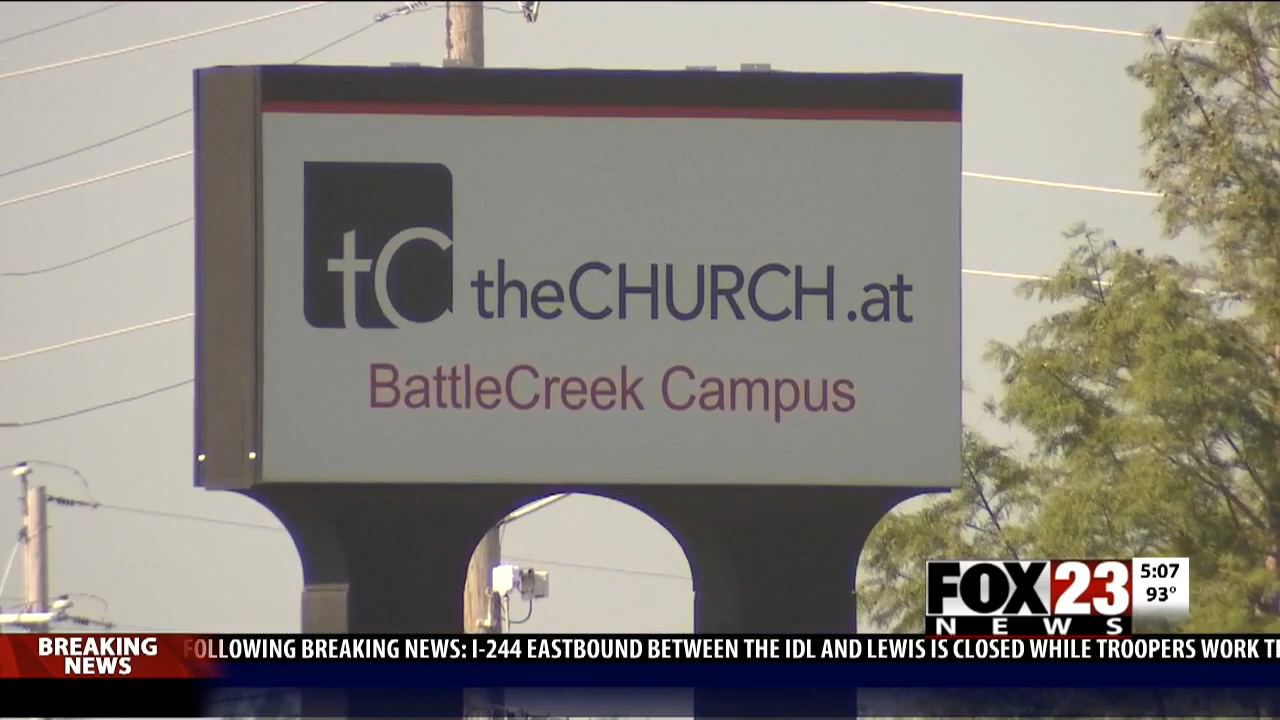 tC theCHURCH.at
BattleCreek Campus
FOX23
NEWS
5:07
93°
BREAKING
NEWS
FOLLOWING BREAKING NEWS: I-244 EASTBOUND BETWEEN THE IDL AND LEWIS IS CLOSED WHILE TROOPERS WORK